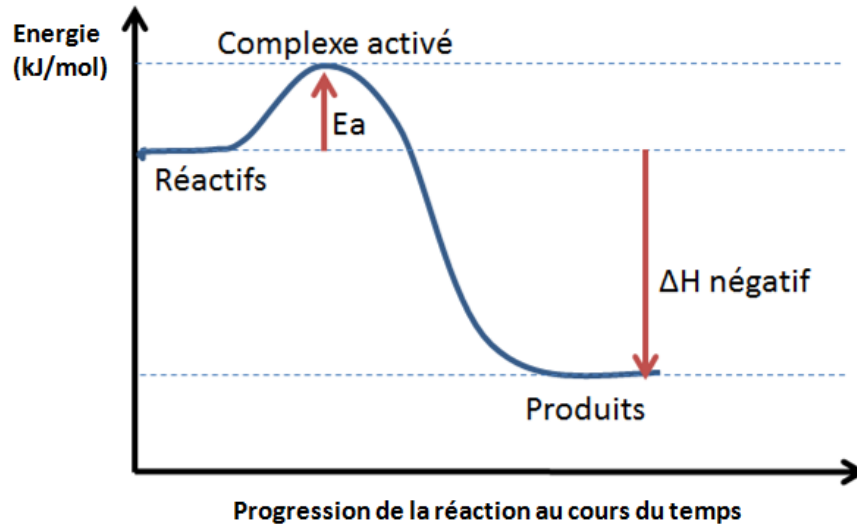 Energie
(kJ/mol)
Complexe activé
Ea
Réactifs
ΔH négatif
Produits
Progression de la réaction au cours du temps